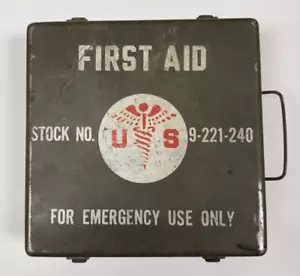 FIRST AID
STOCK NO. U S 9-221-240
FOR EMERGENCY USE ONLY